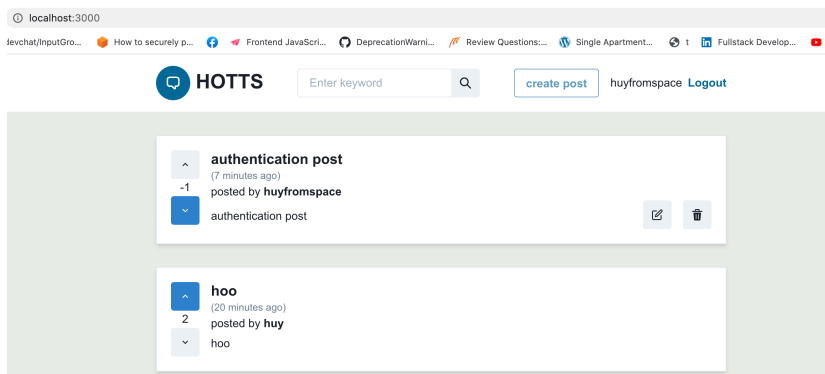 localhost:3000
devchat/InputGro... How to securely p... Frontend JavaScri... DeprecationWarni... Review Questions:... Single Apartment... t Fullstack Develop...
HOTTS Enter keyword create post huyfromspace Logout
authentication post
(7 minutes ago)
-1
posted by huyfromspace
authentication post
hoo
(20 minutes ago)
2
posted by huy
hoo